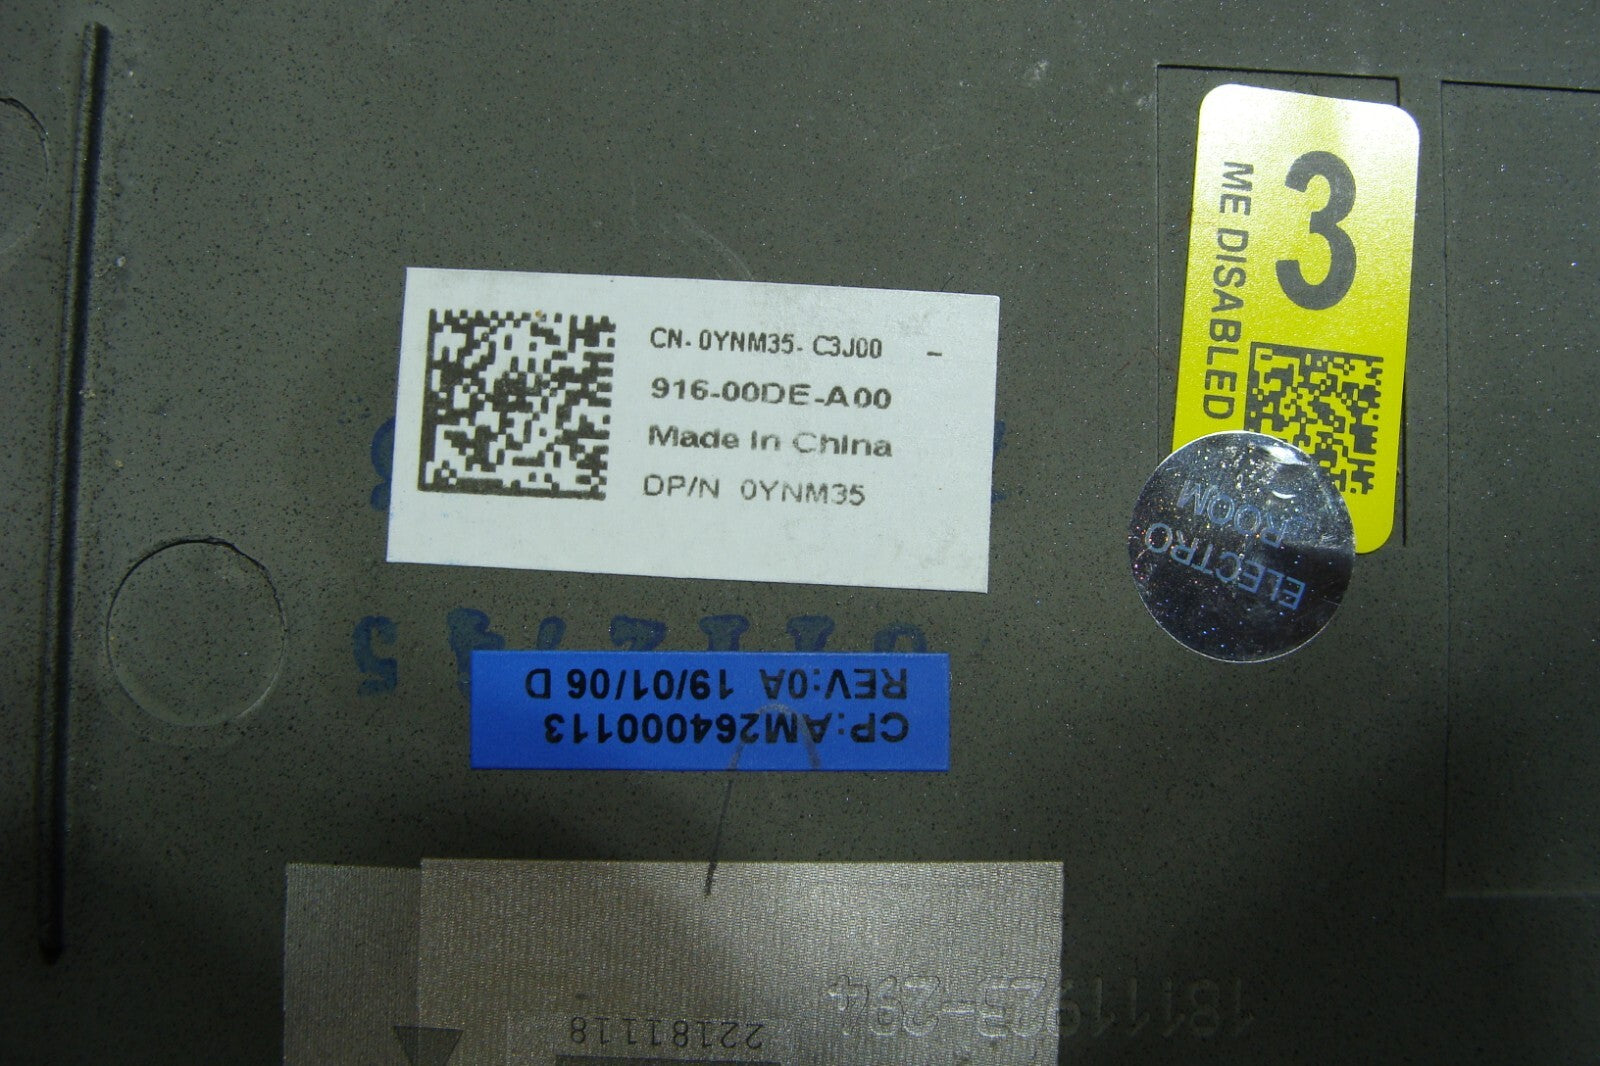 CN-0YNM35-C3J00 -
916-00DE-A00
Made In China
DP/N 0YNM35
3
ME DISABLED
ELECTRO
ROOM
CP:AM264000113
REV:0A 19/01/06 D
22181118